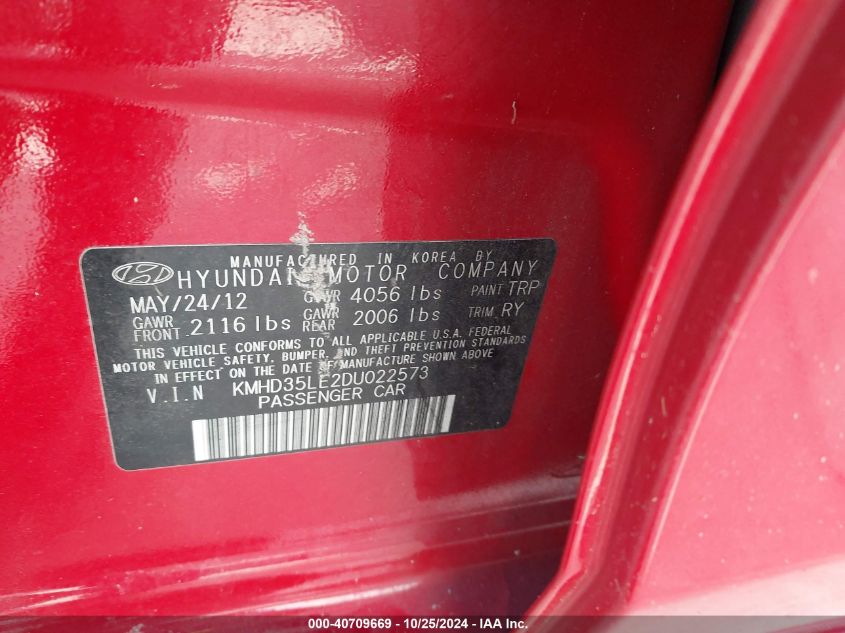 MANUFACTURED IN KOREA BY
HYUNDAI MOTOR COMPANY
MAY/24/12 GVWR 4056 lbs PAINT TRP
GAWR FRONT 2116 lbs GAWR REAR 2006 lbs TRIM RY
THIS VEHICLE CONFORMS TO ALL APPLICABLE U.S.A. FEDERAL
MOTOR VEHICLE SAFETY, BUMPER, AND THEFT PREVENTION STANDARDS
IN EFFECT ON THE DATE OF MANUFACTURE SHOWN ABOVE
V.I.N KMHD35LE2DU022573
PASSENGER CAR
000-40709669 - 10/25/2024 - IAA Inc.